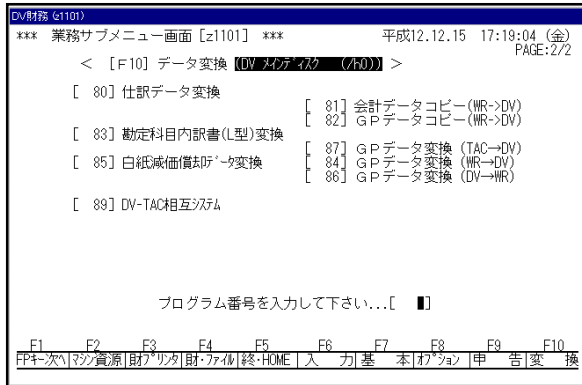 DV財務 (z1101)
*** 業務サブメニュー画面 [z1101] *** 平成12.12.15 17:19:04 (金)
PAGE:2/2
< [F10] データ変換 (DV メインディスク (/h0)) >
[ 80] 仕訳データ変換
[ 81] 会計データコピー(WR->DV)
[ 82] GPデータコピー(WR->DV)
[ 83] 勘定科目内訳書(L型)変換
[ 87] GPデータ変換 (TAC→DV)
[ 85] 白紙減価償却データ変換 [ 84] GPデータ変換 (WR→DV)
[ 86] GPデータ変換 (DV→WR)
[ 89] DV-TAC相互システム
プログラム番号を入力して下さい...[ ]
F1 F2 F3 F4 F5 F6 F7 F8 F9 F10
FPキー次へ マシン資源 財プリンタ 財・ファイル 終・HOME 入 力 基 本 オプション 申 告 変 換